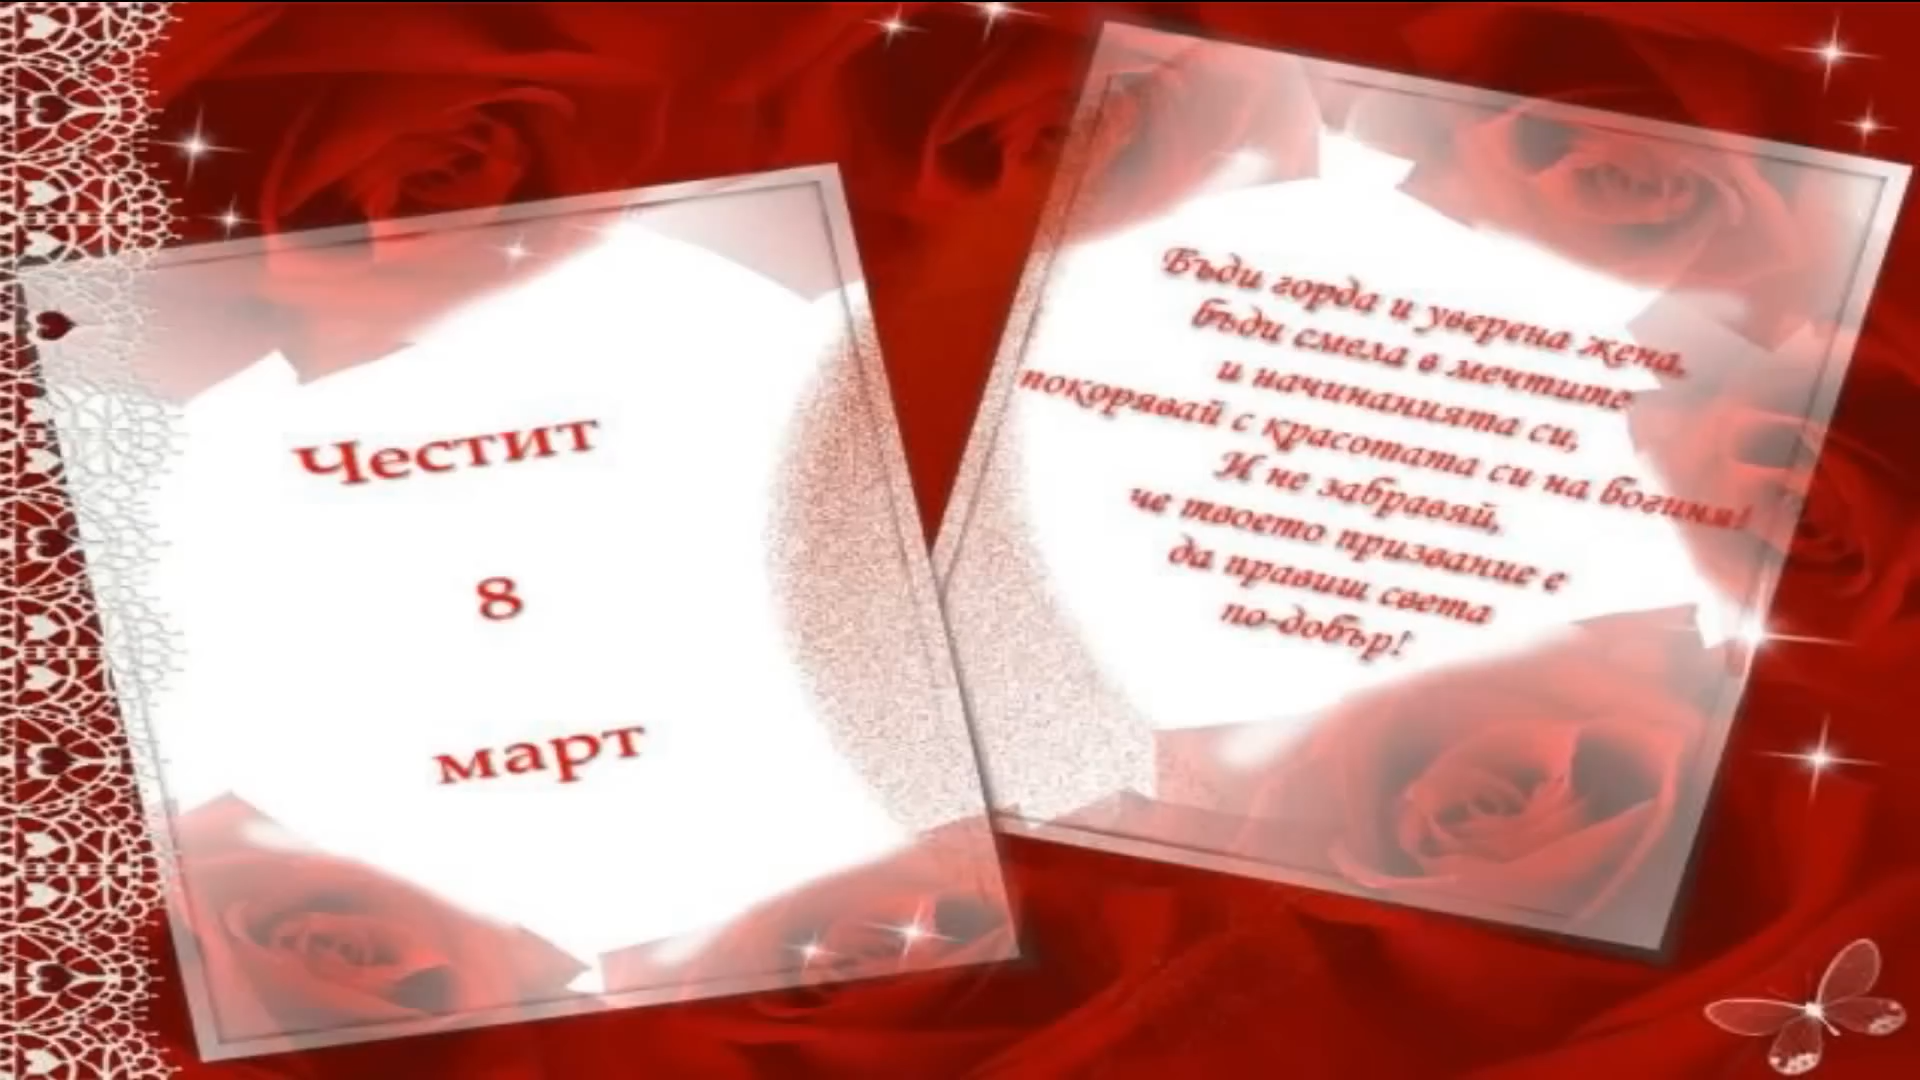 Честит
8
март
Бъди горда и уверена жена,
бъди смела в мечтите
и начинанията си,
покорявай с красотата си на богиня!
И не забравяй,
че твоето призвание е
да правиш света
по-добър!